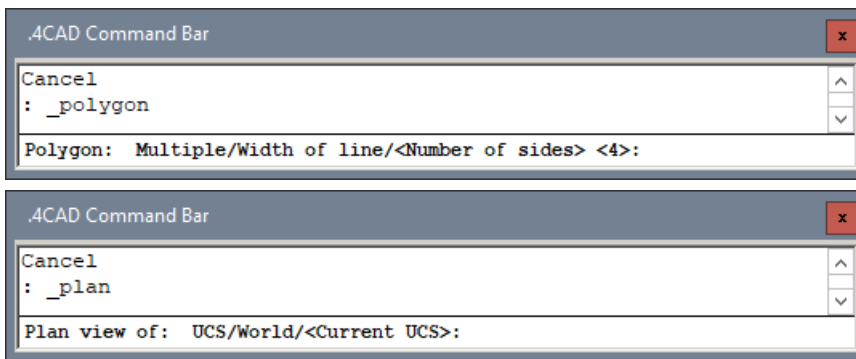 .4CAD Command Bar
x
Cancel
: _polygon
Polygon:  Multiple/Width of line/<Number of sides> <4>:
.4CAD Command Bar
x
Cancel
: _plan
Plan view of:  UCS/World/<Current UCS>: